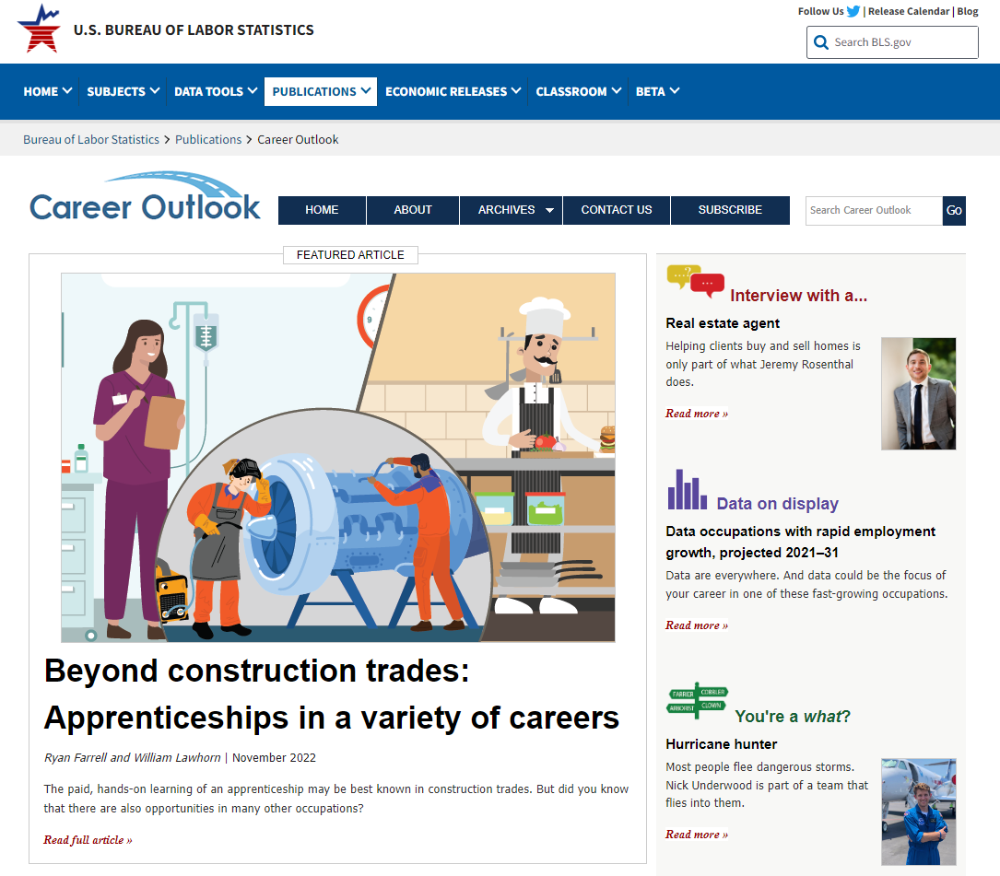 Follow Us | Release Calendar | Blog
U.S. BUREAU OF LABOR STATISTICS
Search BLS.gov
HOME SUBJECTS DATA TOOLS PUBLICATIONS ECONOMIC RELEASES CLASSROOM BETA
Bureau of Labor Statistics > Publications > Career Outlook
Career Outlook
HOME ABOUT ARCHIVES CONTACT US SUBSCRIBE
Search Career Outlook Go
FEATURED ARTICLE
9
Beyond construction trades:
Apprenticeships in a variety of careers
Ryan Farrell and William Lawhorn | November 2022
The paid, hands-on learning of an apprenticeship may be best known in construction trades. But did you know
that there are also opportunities in many other occupations?
Read full article »
...?
...
Interview with a...
Real estate agent
Helping clients buy and sell homes is
only part of what Jeremy Rosenthal
does.
Read more »
Data on display
Data occupations with rapid employment
growth, projected 2021–31
Data are everywhere. And data could be the focus of
your career in one of these fast-growing occupations.
Read more »
FARRIER COBBLER
ARBORIST CLOWN
You're a what?
Hurricane hunter
Most people flee dangerous storms.
Nick Underwood is part of a team that
flies into them.
Read more »